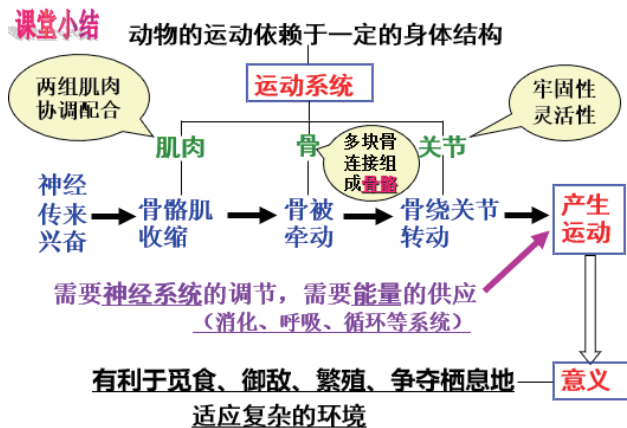 课堂小结
动物的运动依赖于一定的身体结构
运动系统
两组肌肉
协调配合
牢固性
灵活性
肌肉
骨
多块骨
连接组
成骨骼
关节
神经
传来
兴奋
骨骼肌
收缩
骨被
牵动
骨绕关节
转动
产生
运动
需要神经系统的调节，需要能量的供应
（消化、呼吸、循环等系统）
有利于觅食、御敌、繁殖、争夺栖息地
适应复杂的环境
意义